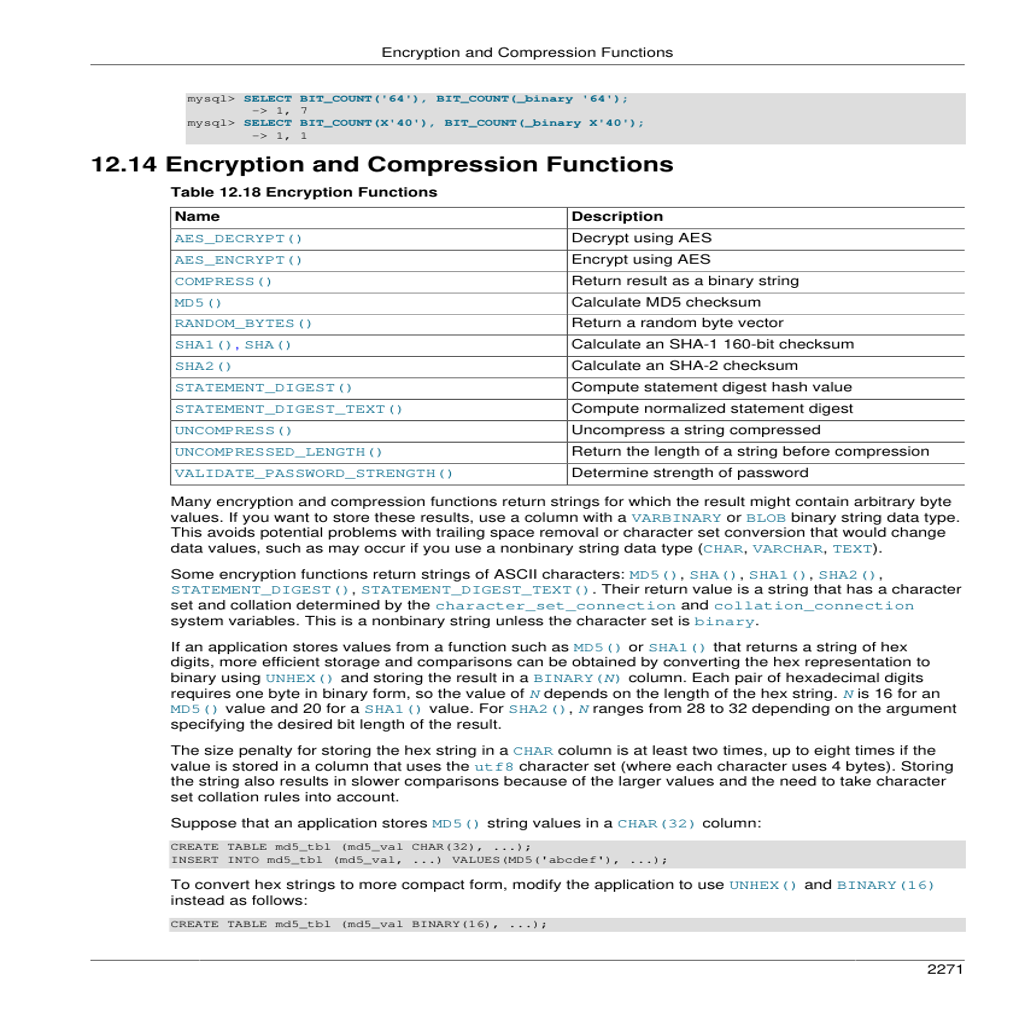 Encryption and Compression Functions
mysql> SELECT BIT_COUNT('64'), BIT_COUNT(_binary '64');
-> 1, 7
mysql> SELECT BIT_COUNT(X'40'), BIT_COUNT(_binary X'40');
-> 1, 1
12.14 Encryption and Compression Functions
Table 12.18 Encryption Functions
Name Description
AES_DECRYPT() Decrypt using AES
AES_ENCRYPT() Encrypt using AES
COMPRESS() Return result as a binary string
MD5() Calculate MD5 checksum
RANDOM_BYTES() Return a random byte vector
SHA1(), SHA() Calculate an SHA-1 160-bit checksum
SHA2() Calculate an SHA-2 checksum
STATEMENT_DIGEST() Compute statement digest hash value
STATEMENT_DIGEST_TEXT() Compute normalized statement digest
UNCOMPRESS() Uncompress a string compressed
UNCOMPRESSED_LENGTH() Return the length of a string before compression
VALIDATE_PASSWORD_STRENGTH() Determine strength of password
Many encryption and compression functions return strings for which the result might contain arbitrary byte
values. If you want to store these results, use a column with a VARBINARY or BLOB binary string data type.
This avoids potential problems with trailing space removal or character set conversion that would change
data values, such as may occur if you use a nonbinary string data type (CHAR, VARCHAR, TEXT).
Some encryption functions return strings of ASCII characters: MD5(), SHA(), SHA1(), SHA2(),
STATEMENT_DIGEST(), STATEMENT_DIGEST_TEXT(). Their return value is a string that has a character
set and collation determined by the character_set_connection and collation_connection
system variables. This is a nonbinary string unless the character set is binary.
If an application stores values from a function such as MD5() or SHA1() that returns a string of hex
digits, more efficient storage and comparisons can be obtained by converting the hex representation to
binary using UNHEX() and storing the result in a BINARY(N) column. Each pair of hexadecimal digits
requires one byte in binary form, so the value of N depends on the length of the hex string. N is 16 for an
MD5() value and 20 for a SHA1() value. For SHA2(), N ranges from 28 to 32 depending on the argument
specifying the desired bit length of the result.
The size penalty for storing the hex string in a CHAR column is at least two times, up to eight times if the
value is stored in a column that uses the utf8 character set (where each character uses 4 bytes). Storing
the string also results in slower comparisons because of the larger values and the need to take character
set collation rules into account.
Suppose that an application stores MD5() string values in a CHAR(32) column:
CREATE TABLE md5_tbl (md5_val CHAR(32), ...);
INSERT INTO md5_tbl (md5_val, ...) VALUES(MD5('abcdef'), ...);
To convert hex strings to more compact form, modify the application to use UNHEX() and BINARY(16)
instead as follows:
CREATE TABLE md5_tbl (md5_val BINARY(16), ...);
2271